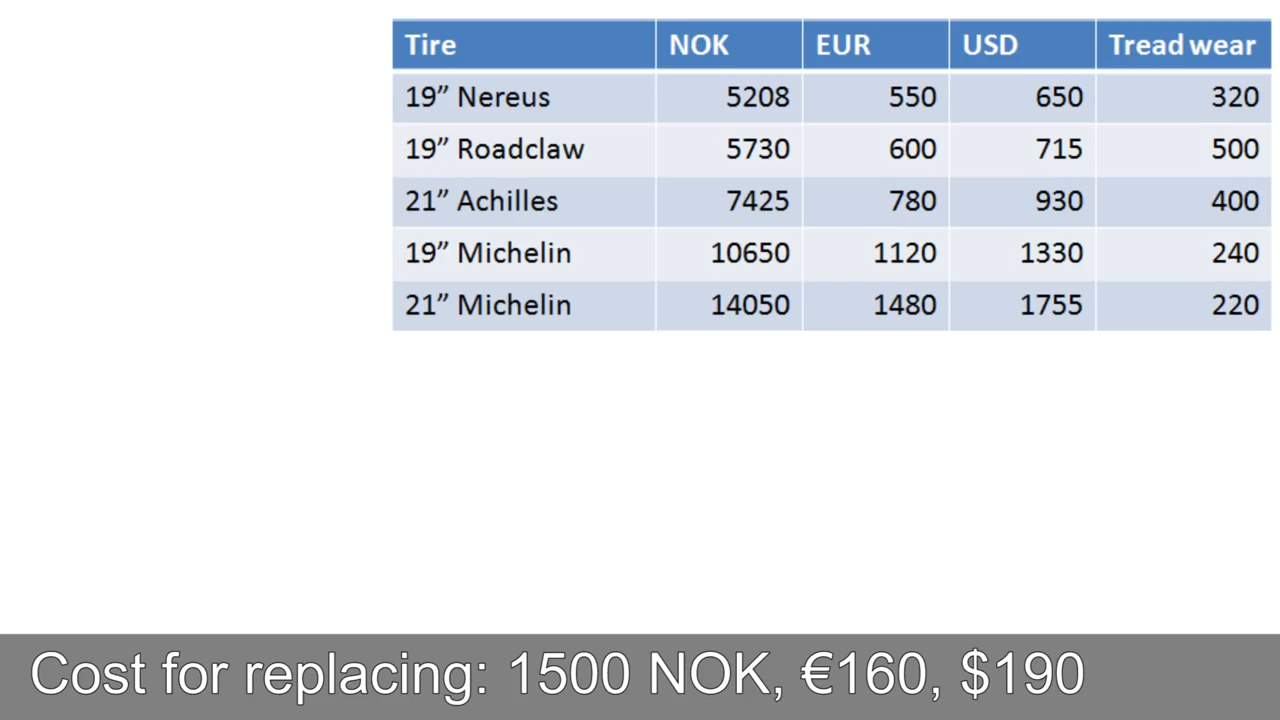 Tire NOK EUR USD Tread wear
19” Nereus 5208 550 650 320
19” Roadclaw 5730 600 715 500
21” Achilles 7425 780 930 400
19” Michelin 10650 1120 1330 240
21” Michelin 14050 1480 1755 220
Cost for replacing: 1500 NOK, €160, $190